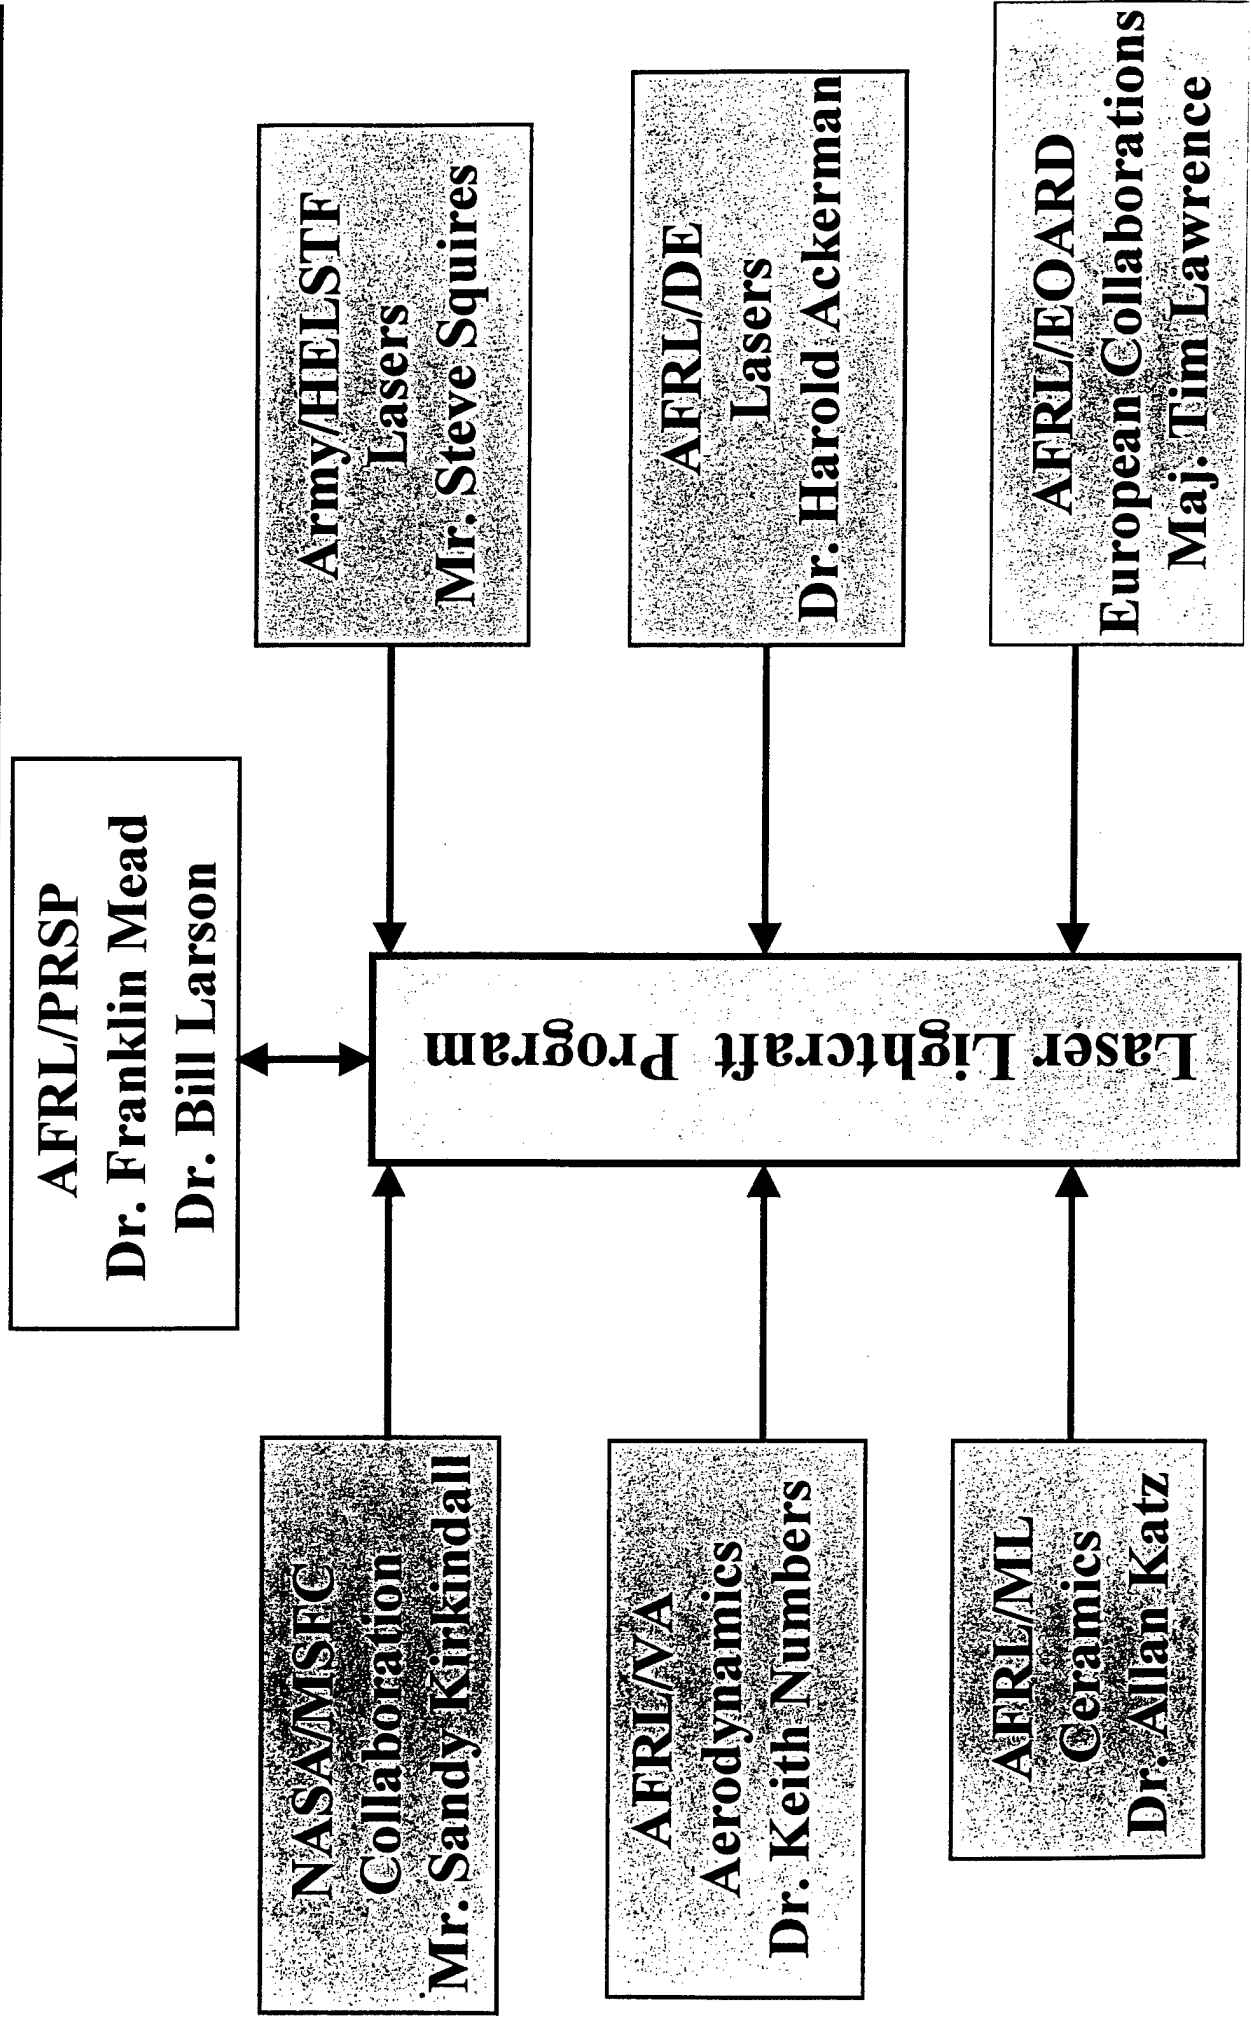 AFRL/PRSP
Dr. Franklin Mead
Dr. Bill Larson
NASA/MSFC
Collaboration
Mr. Sandy Kirkindall
Army/HELSTF
Lasers
Mr. Steve Squires
Laser Lightcraft Program
AFRL/VA
Aerodynamics
Dr. Keith Numbers
AFRL/DE
Lasers
Dr. Harold Ackerman
AFRL/ML
Ceramics
Dr. Allan Katz
AFRL/EOARD
European Collaborations
Maj. Tim Lawrence